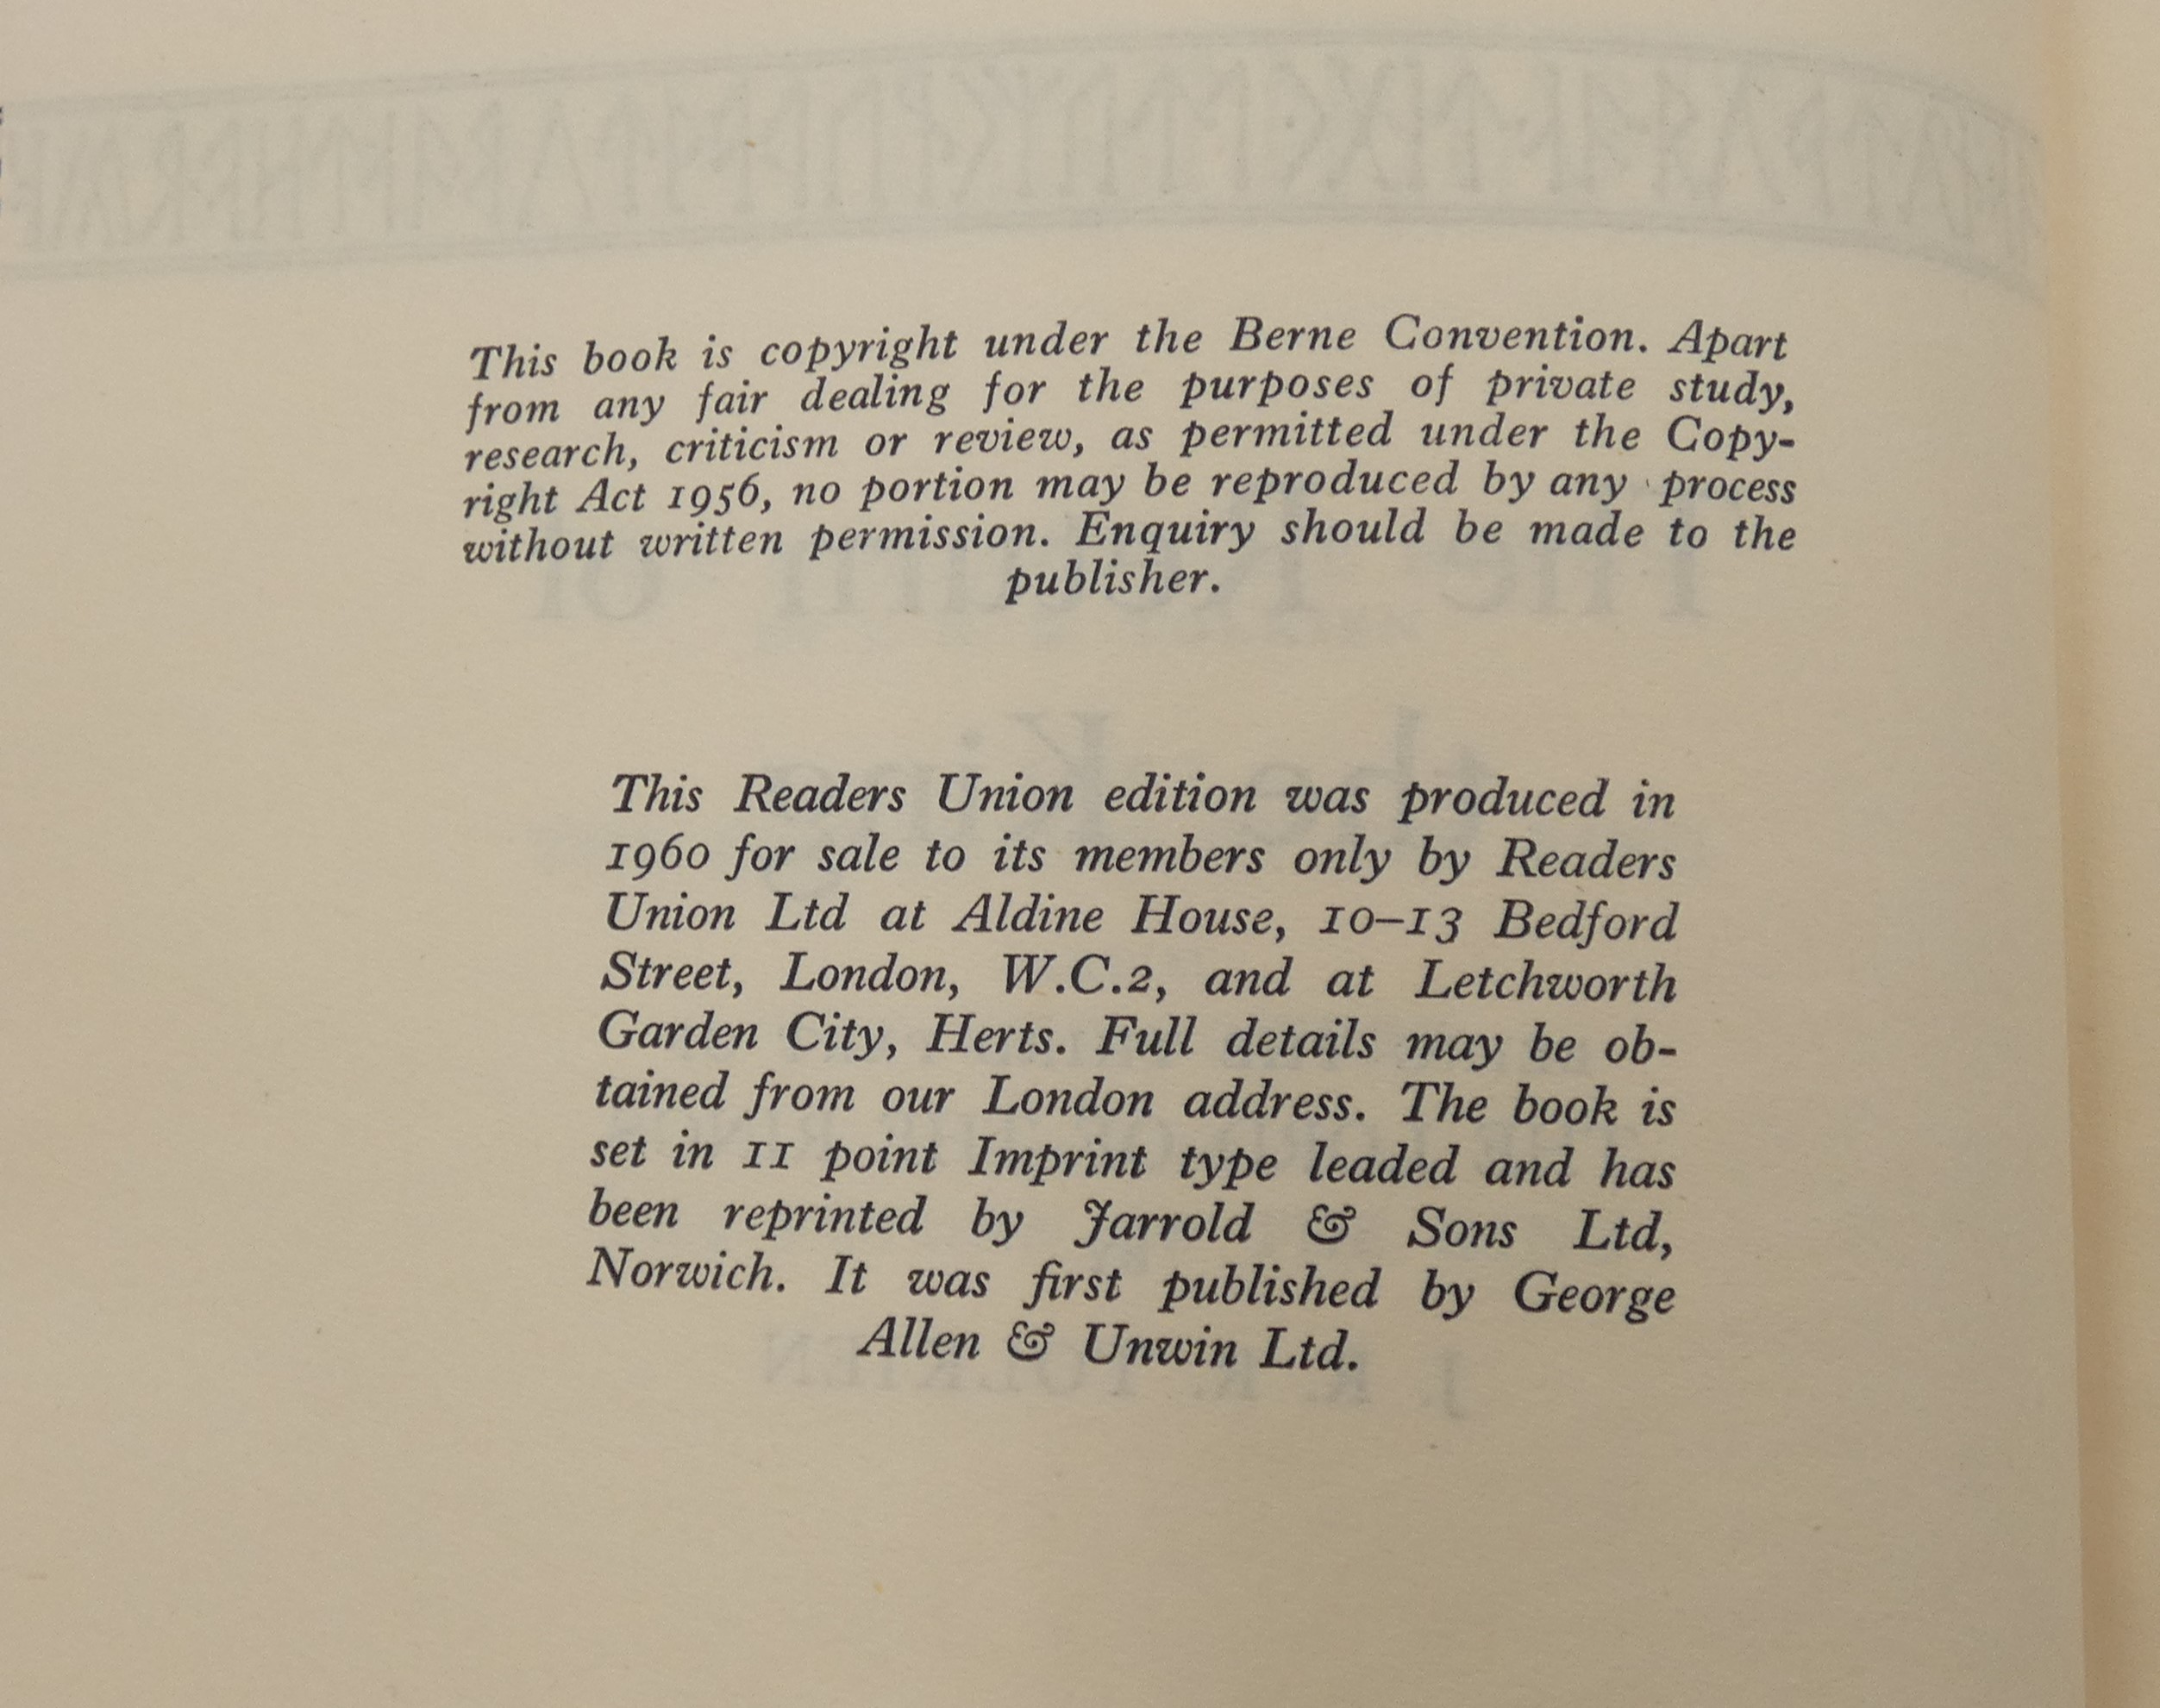 This book is copyright under the Berne Convention. Apart
from any fair dealing for the purposes of private study,
research, criticism or review, as permitted under the Copy-
right Act 1956, no portion may be reproduced by any process
without written permission. Enquiry should be made to the
publisher.
This Readers Union edition was produced in
1960 for sale to its members only by Readers
Union Ltd at Aldine House, 10–13 Bedford
Street, London, W.C.2, and at Letchworth
Garden City, Herts. Full details may be ob-
tained from our London address. The book is
set in 11 point Imprint type leaded and has
been reprinted by Jarrold & Sons Ltd,
Norwich. It was first published by George
Allen & Unwin Ltd.